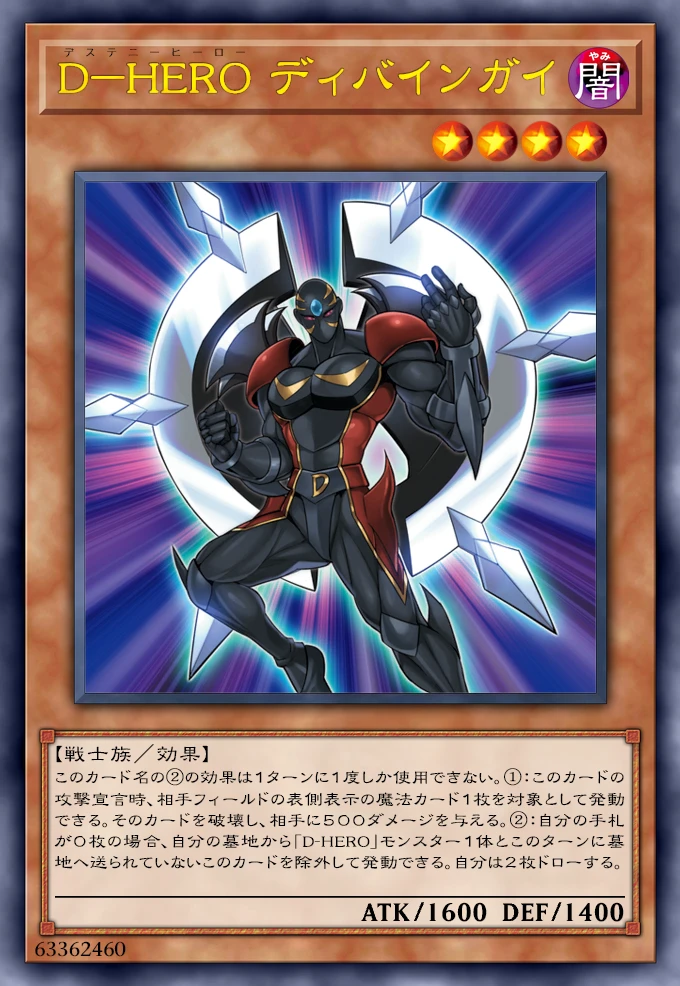 デステニーヒーロー
D－HERO ディバインガイ
やみ
闇
D
【戦士族／効果】
このカード名の②の効果は１ターンに１度しか使用できない。①：このカードの
攻撃宣言時、相手フィールドの表側表示の魔法カード１枚を対象として発動
できる。そのカードを破壊し、相手に５００ダメージを与える。②：自分の手札
が０枚の場合、自分の墓地から「D-HERO」モンスター１体とこのターンに墓
地へ送られていないこのカードを除外して発動できる。自分は２枚ドローする。
ATK/1600 DEF/1400
63362460